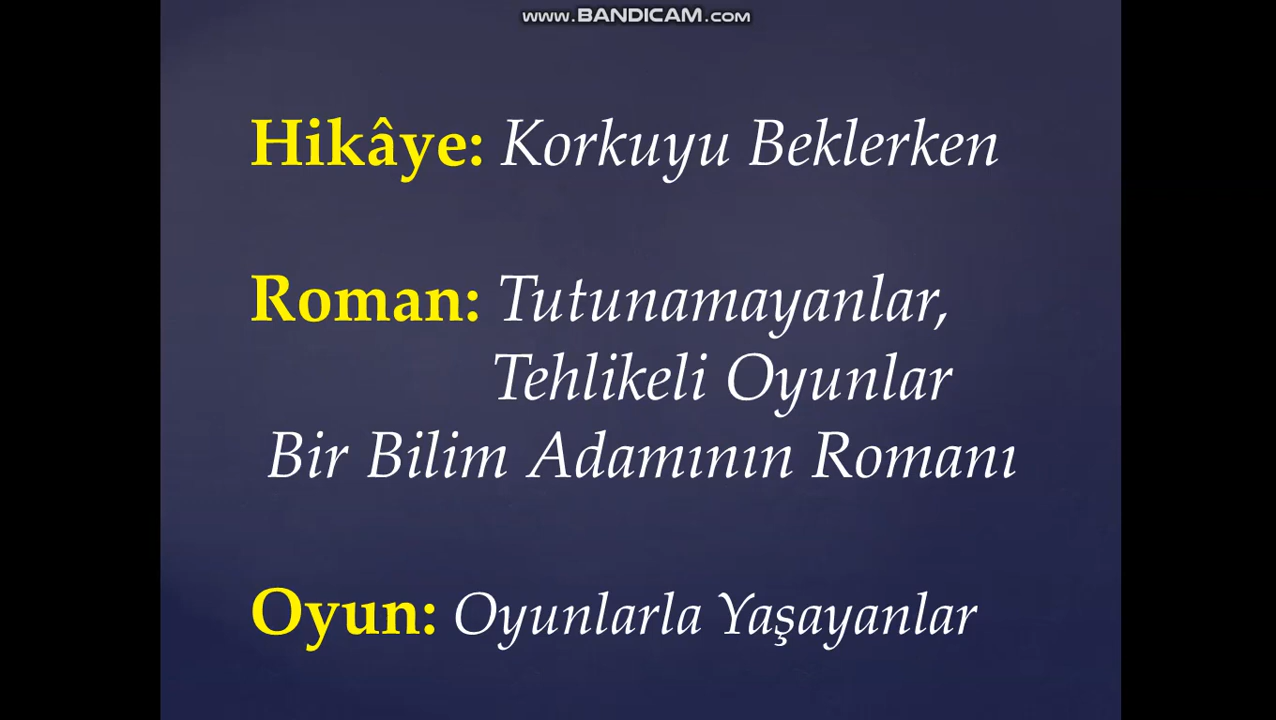 www.BANDICAM.com
Hikâye: Korkuyu Beklerken
Roman: Tutunamayanlar,
Tehlikeli Oyunlar
Bir Bilim Adamının Romanı
Oyun: Oyunlarla Yaşayanlar